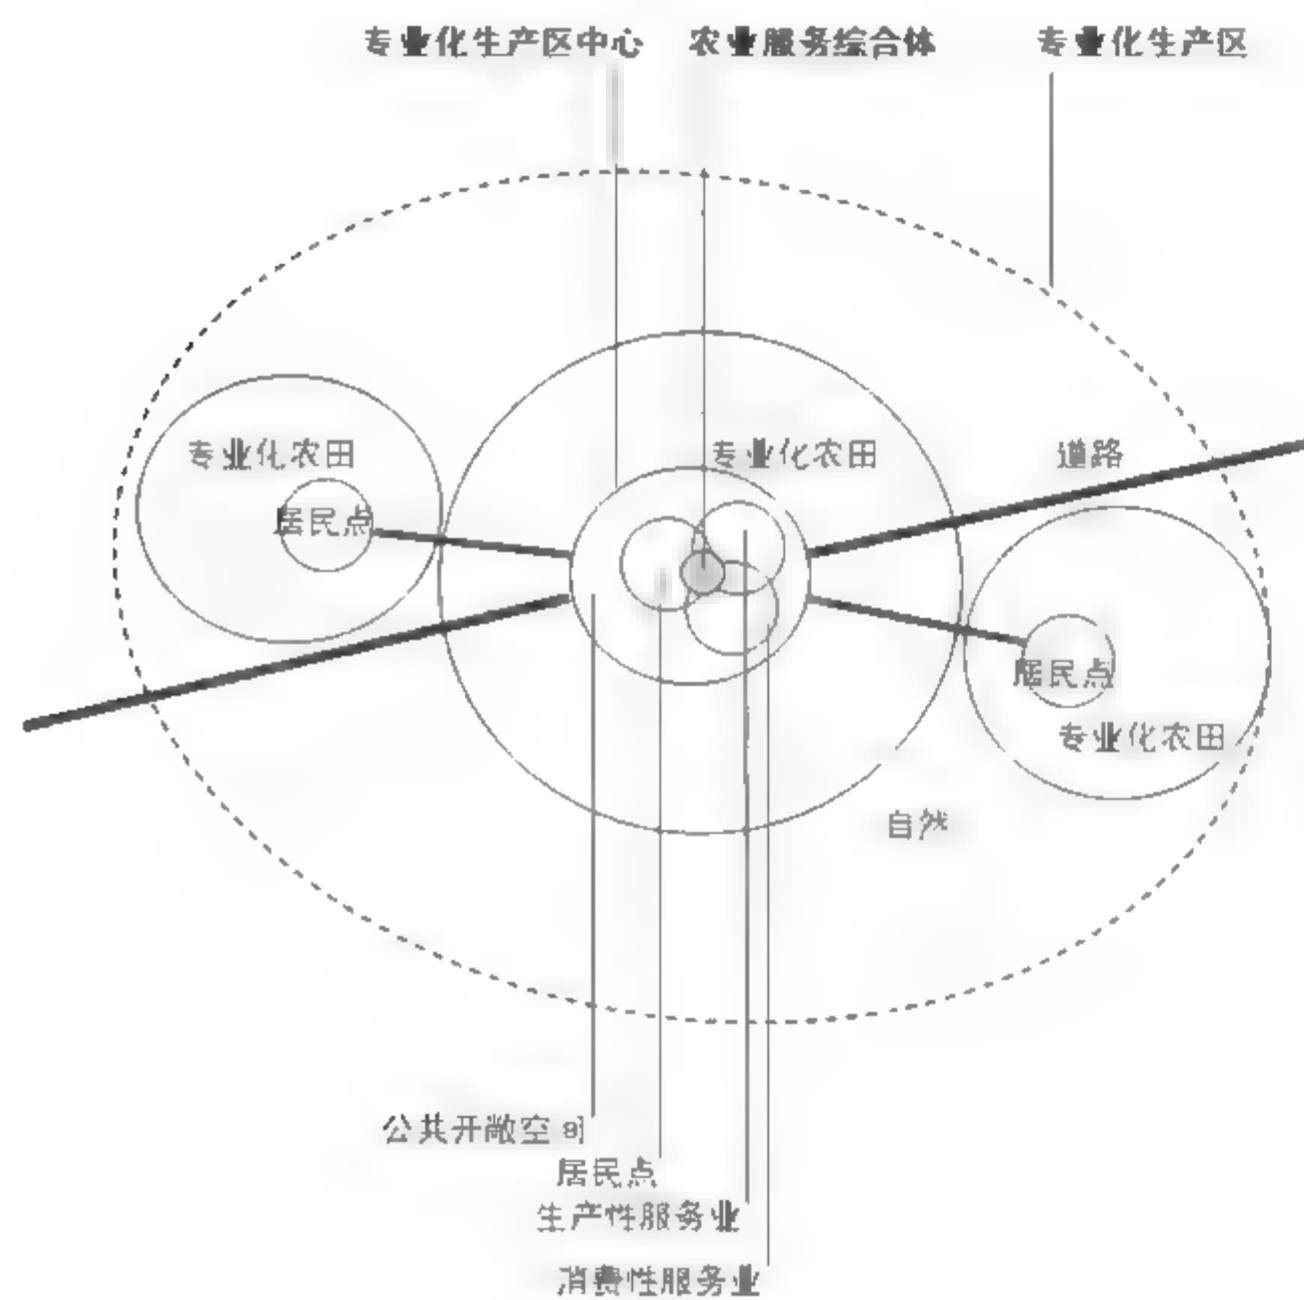 专业化生产区中心
农业服务综合体
专业化生产区
专业化农田
专业化农田
道路
居民点
居民点
专业化农田
自然
公共开敞空间
居民点
生产性服务业
消费性服务业